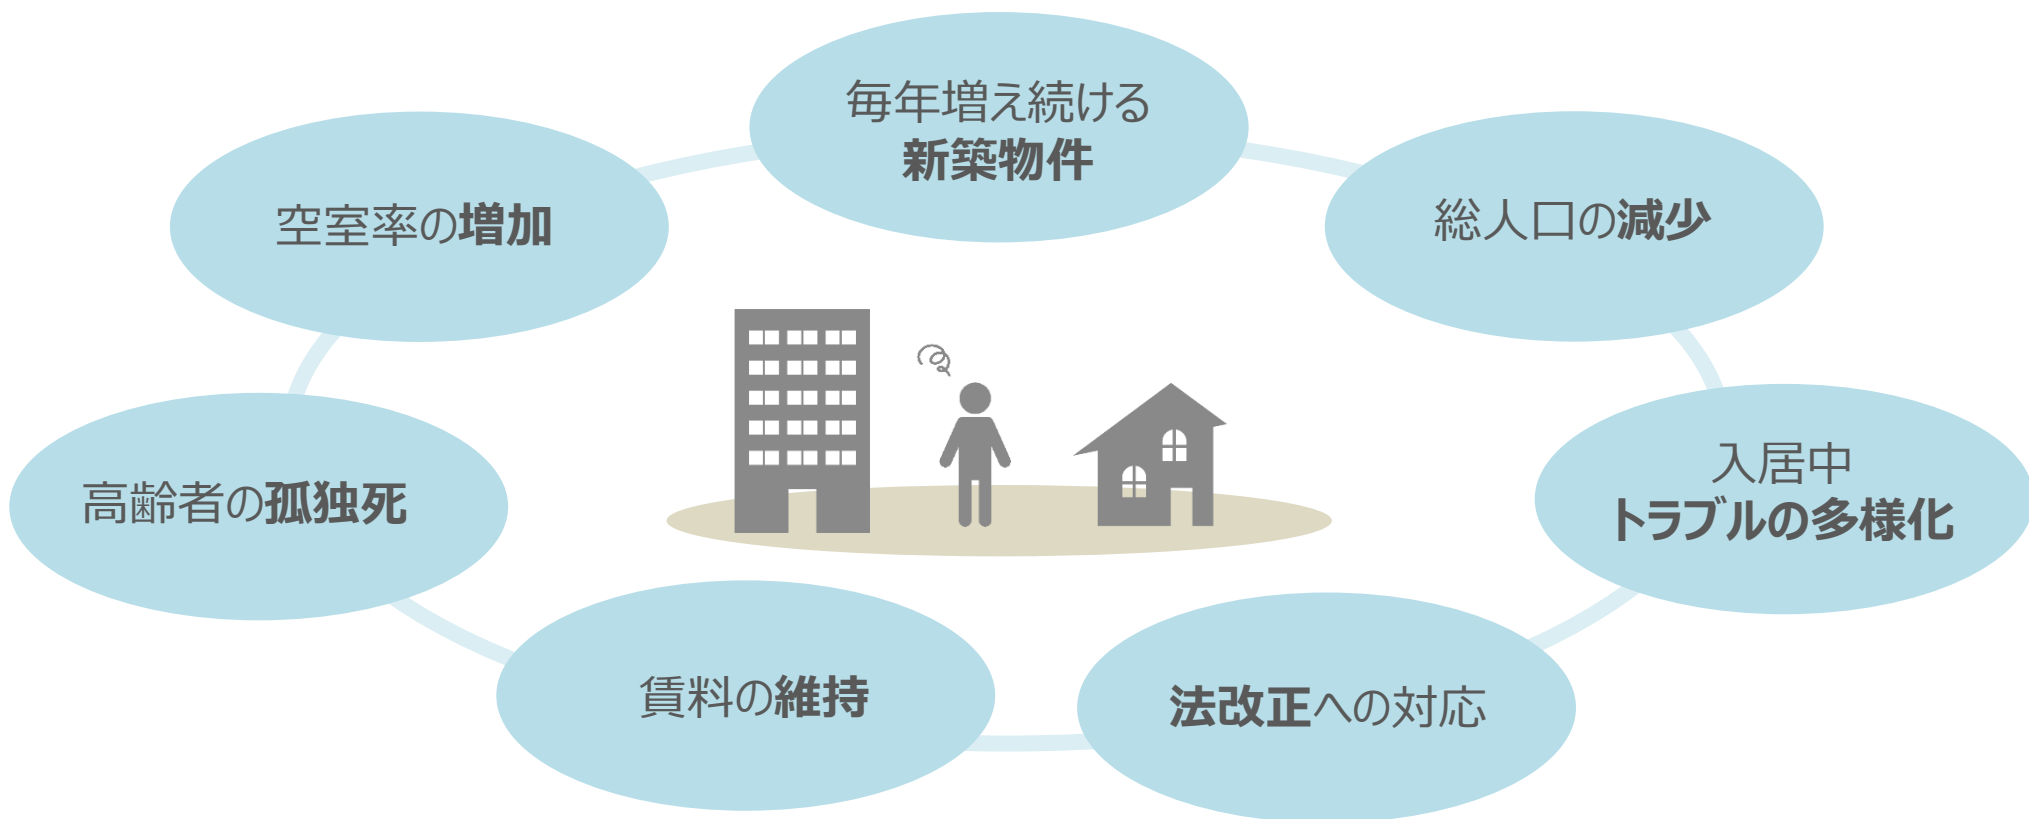 毎年増え続ける
新築物件
空室率の増加
総人口の減少
高齢者の孤独死
入居中
トラブルの多様化
賃料の維持
法改正への対応